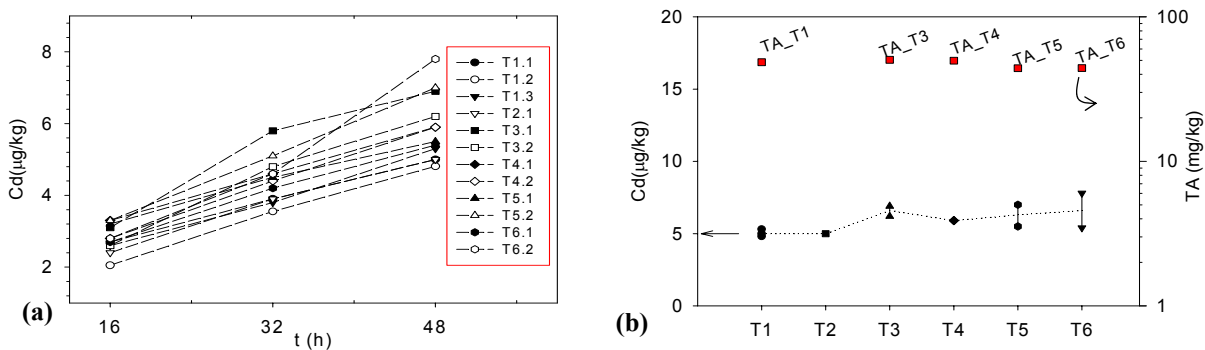 8
6
4
2
Cd(µg/kg)
16
32
48
t (h)
(a)
T1.1
T1.2
T1.3
T2.1
T3.1
T3.2
T4.1
T4.2
T5.1
T5.2
T6.1
T6.2
20
15
10
5
0
Cd(µg/kg)
TA_T1
TA_T3
TA_T4
TA_T5
TA_T6
100
10
1
TA (mg/kg)
T1
T2
T3
T4
T5
T6
(b)